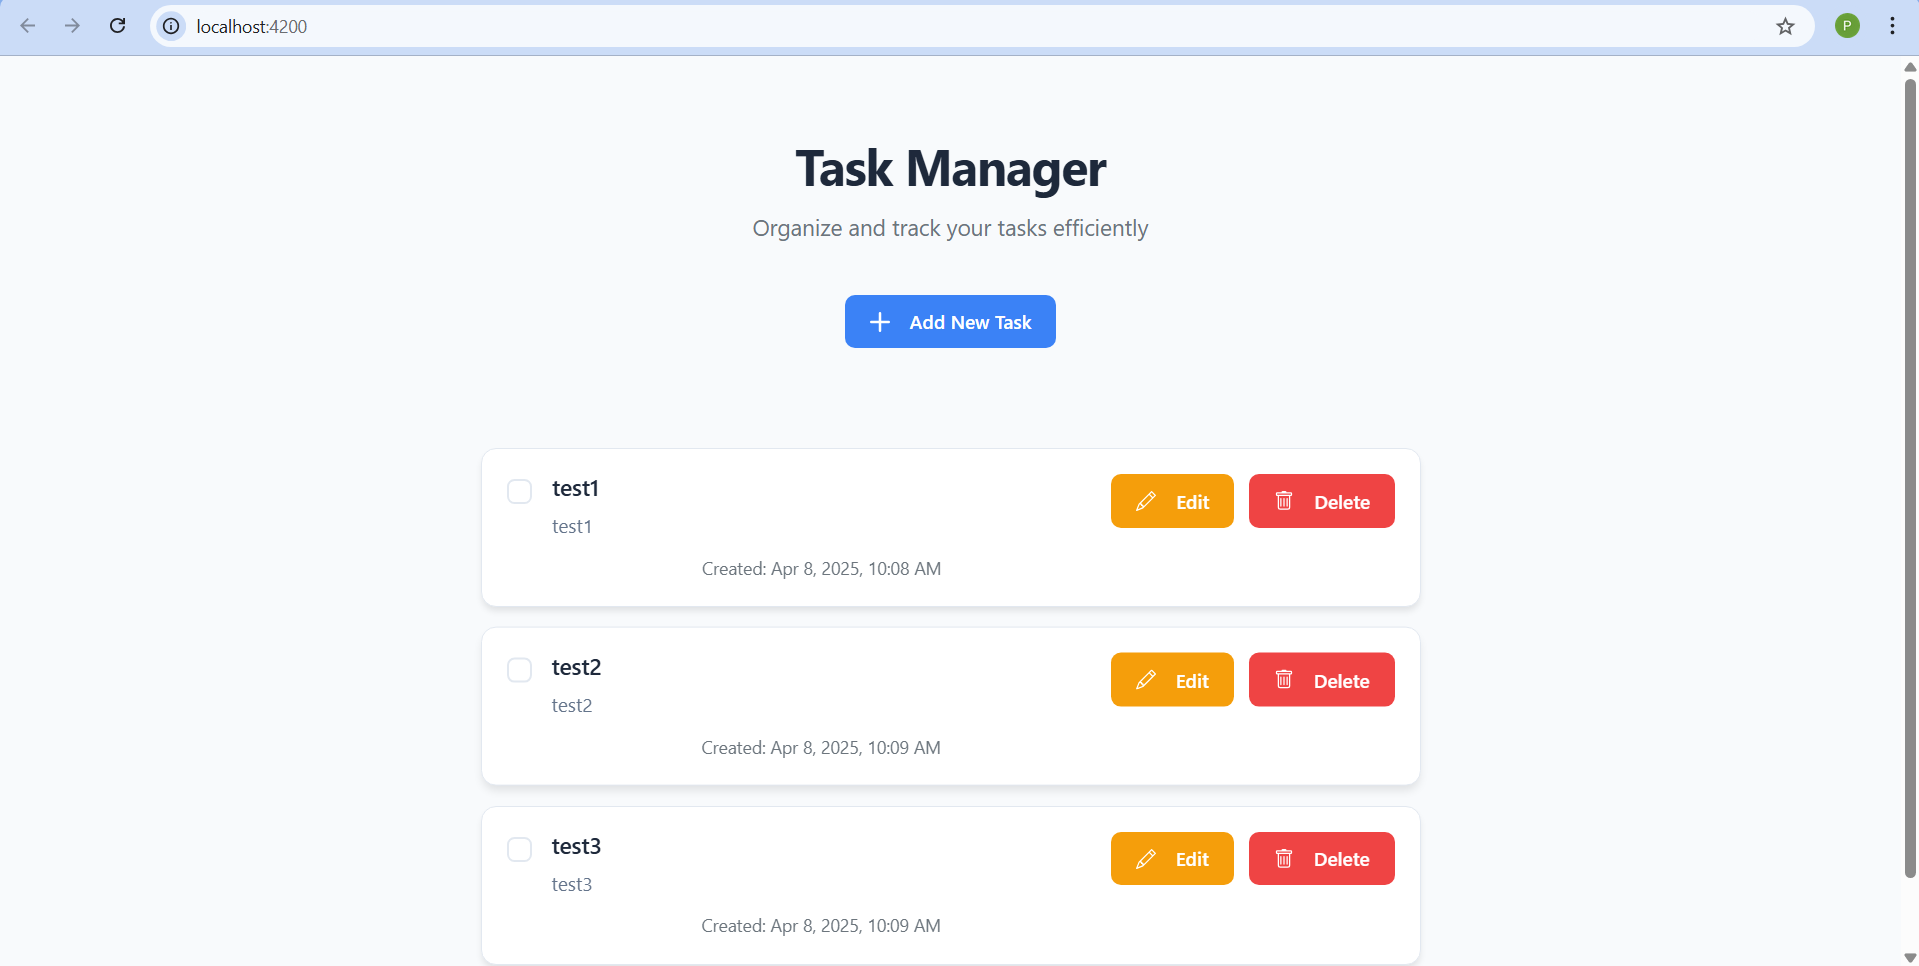 localhost:4200
P
Task Manager
Organize and track your tasks efficiently
Add New Task
test1
Edit
Delete
test1
Created: Apr 8, 2025, 10:08 AM
test2
Edit
Delete
test2
Created: Apr 8, 2025, 10:09 AM
test3
Edit
Delete
test3
Created: Apr 8, 2025, 10:09 AM